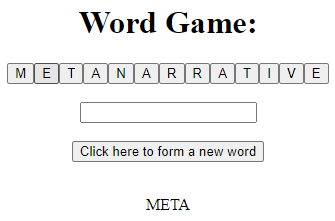 Word Game:
M E T A N A R R A T I V E
Click here to form a new word
META